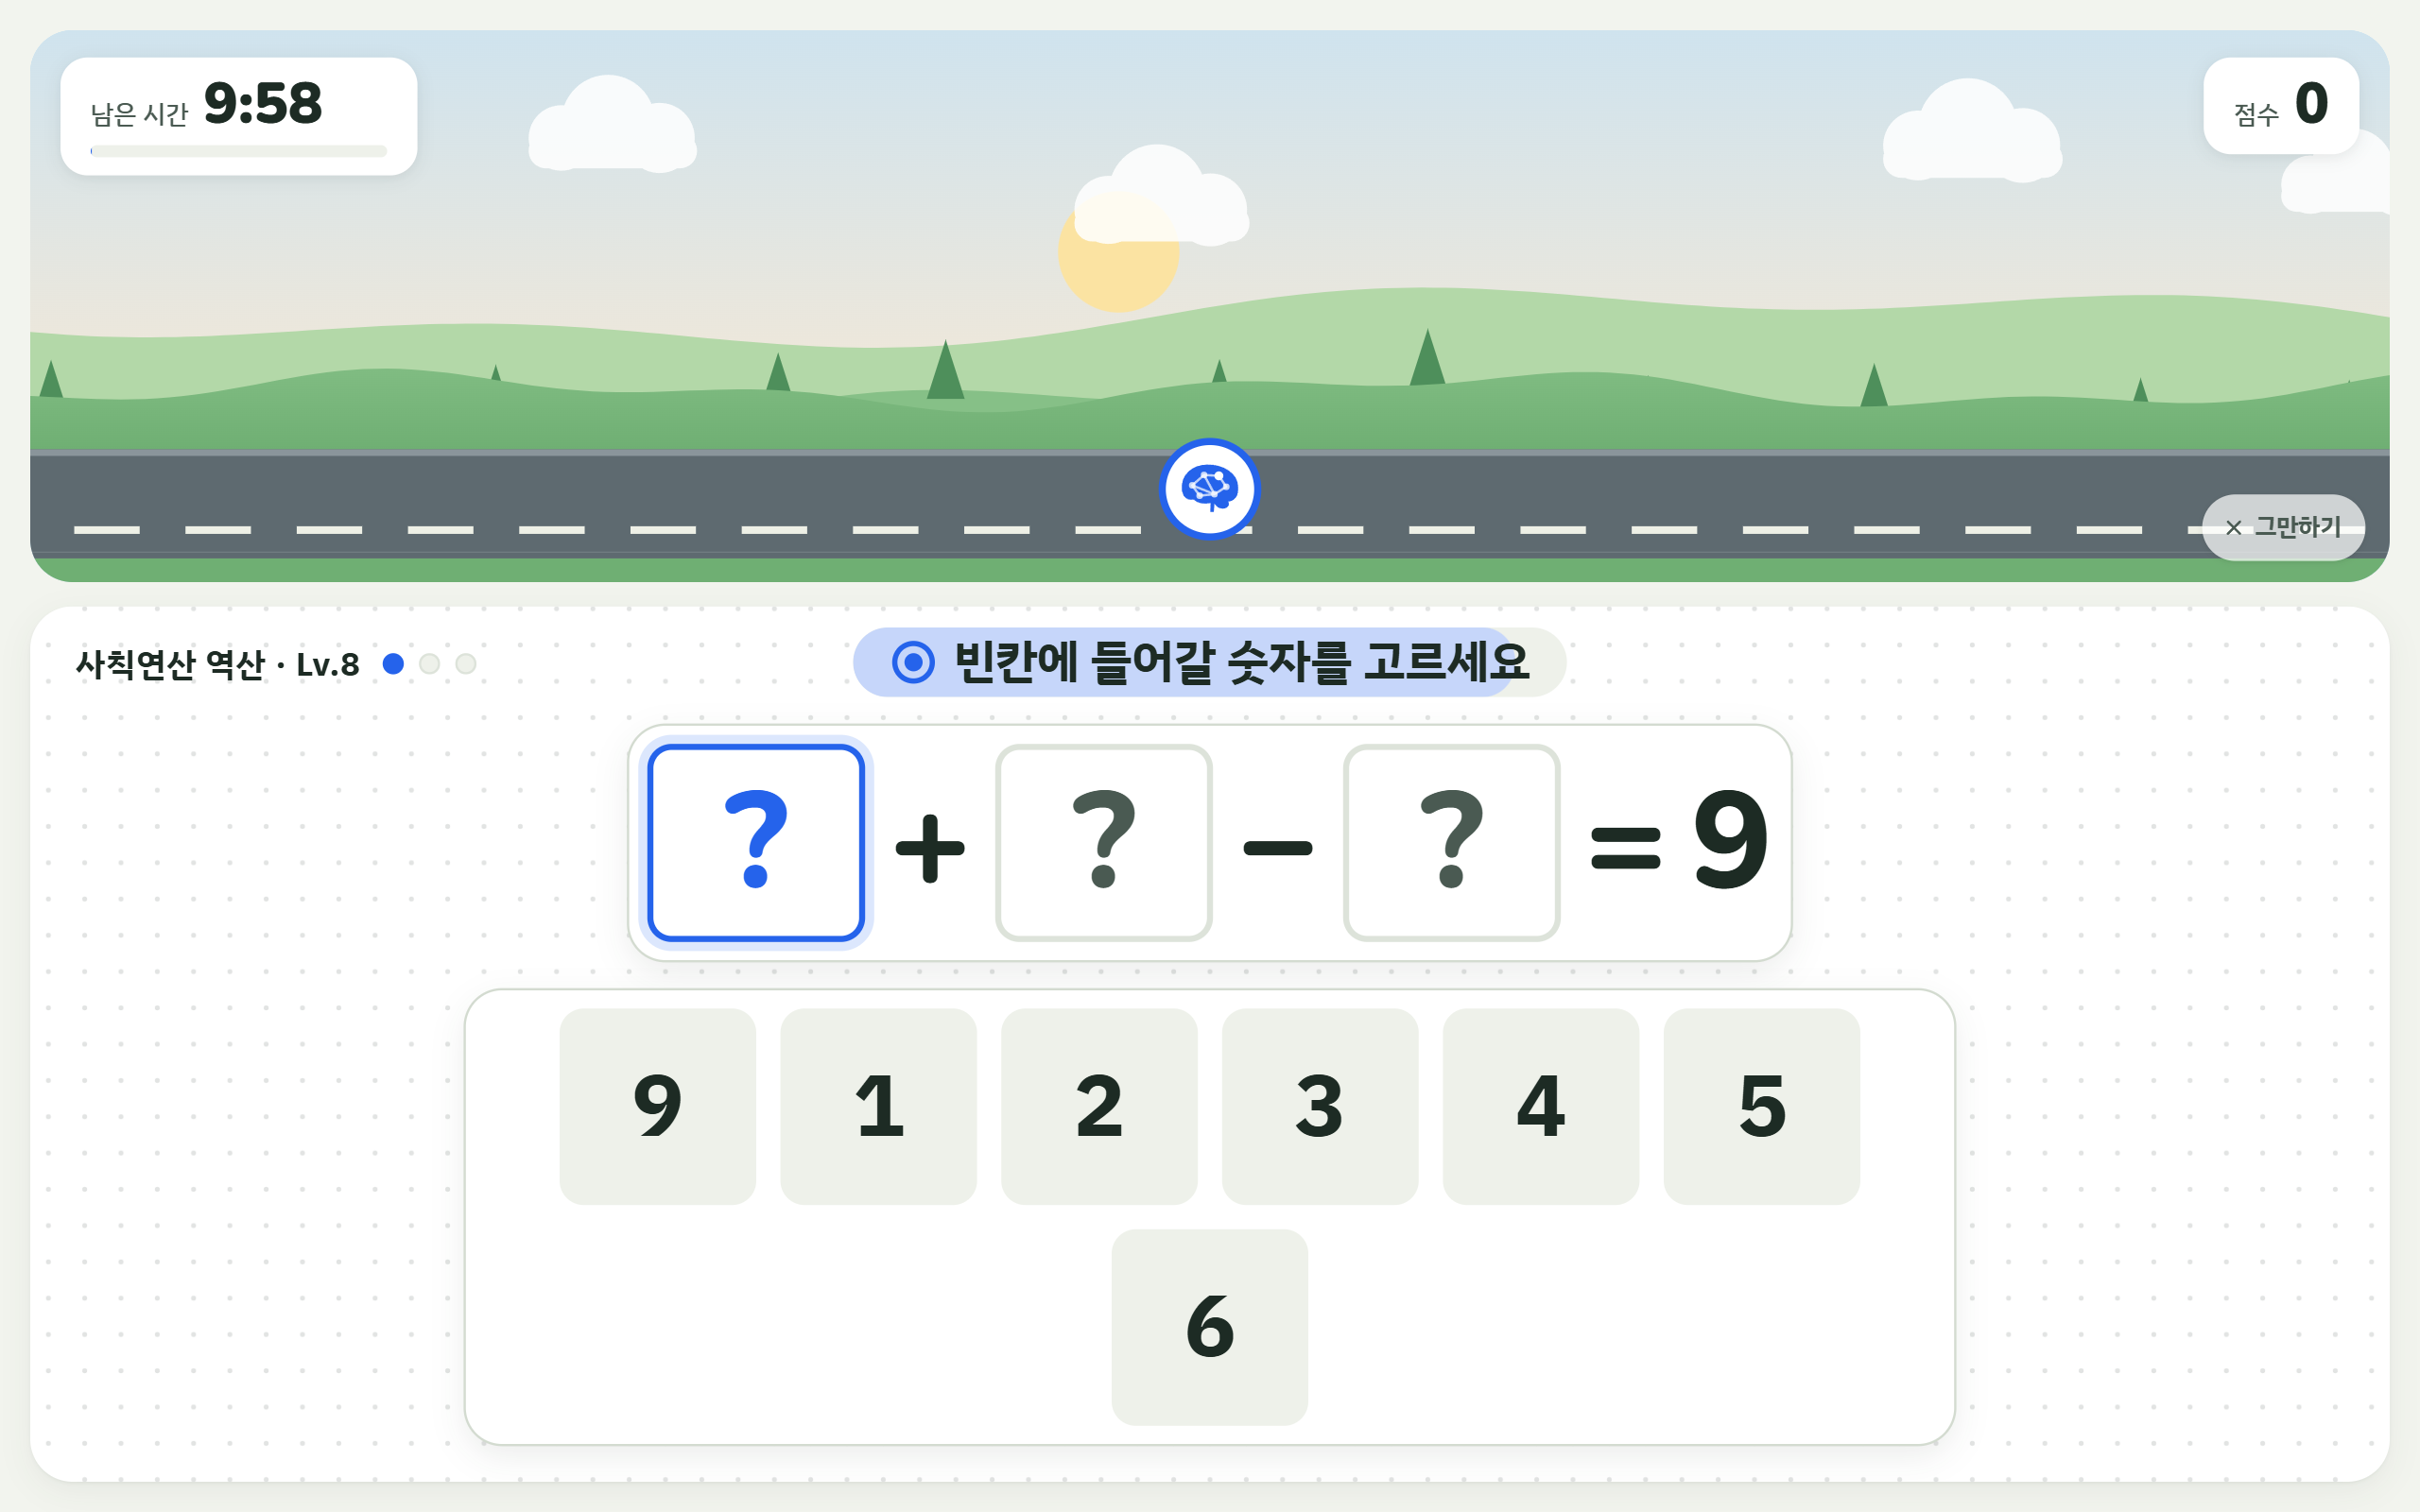 남은 시간 9:58
점수 0
× 그만하기
사칙연산 역산 · Lv.8
빈칸에 들어갈 숫자를 고르세요
? + ? − ? = 9
9 1 2 3 4 5
6